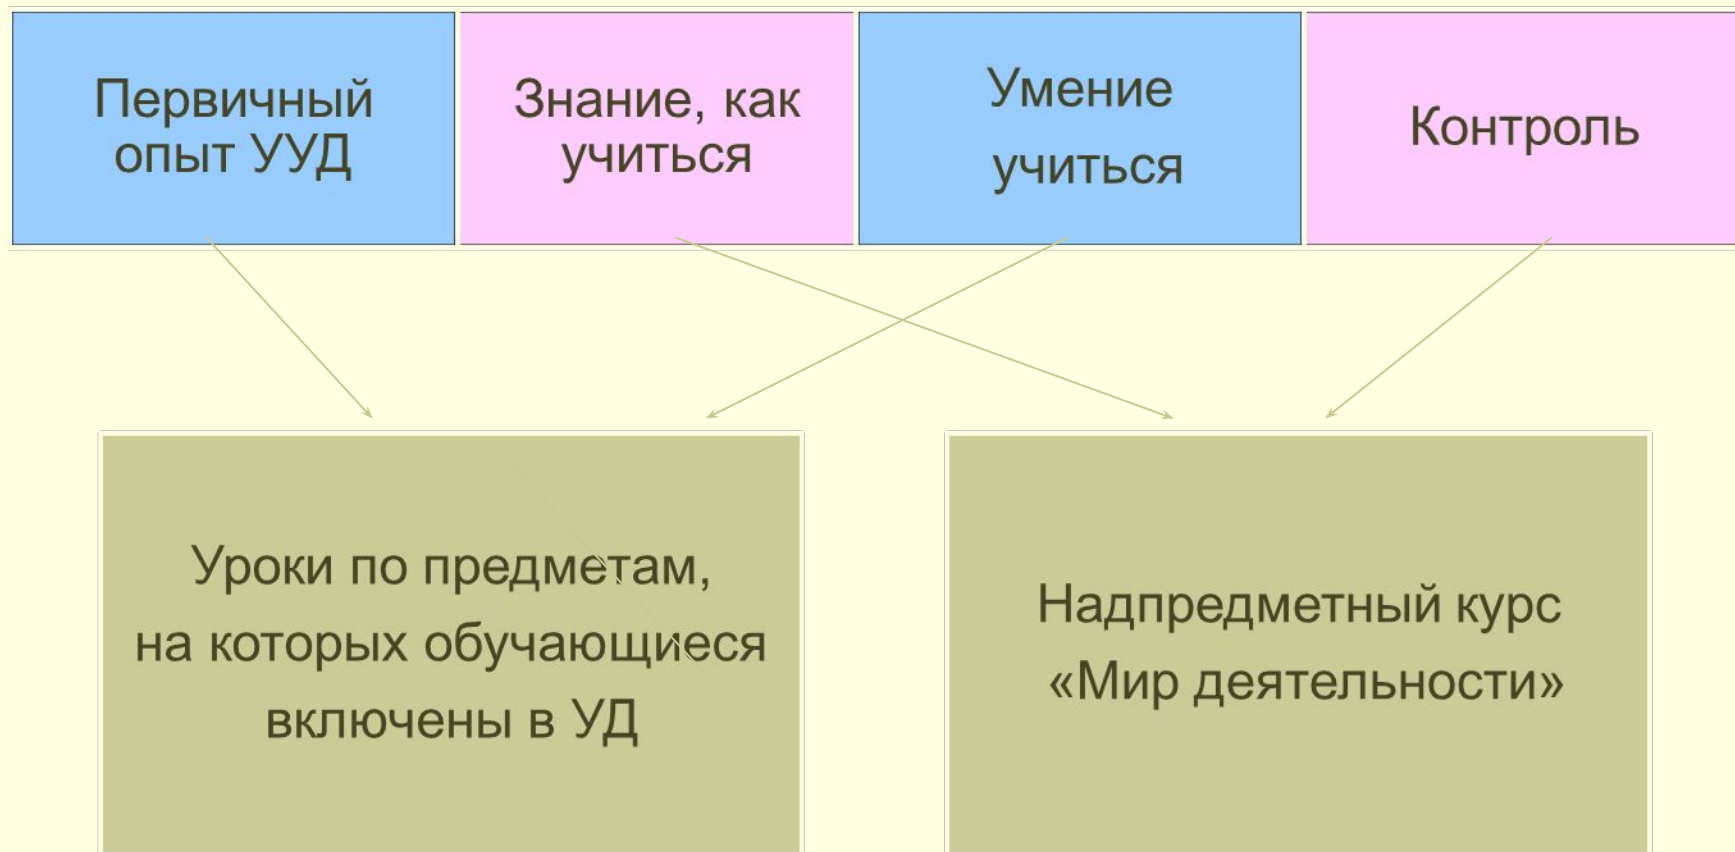 Первичный
опыт УУД
Знание, как
учиться
Умение
учиться
Контроль
Уроки по предметам,
на которых обучающиеся
включены в УД
Надпредметный курс
«Мир деятельности»